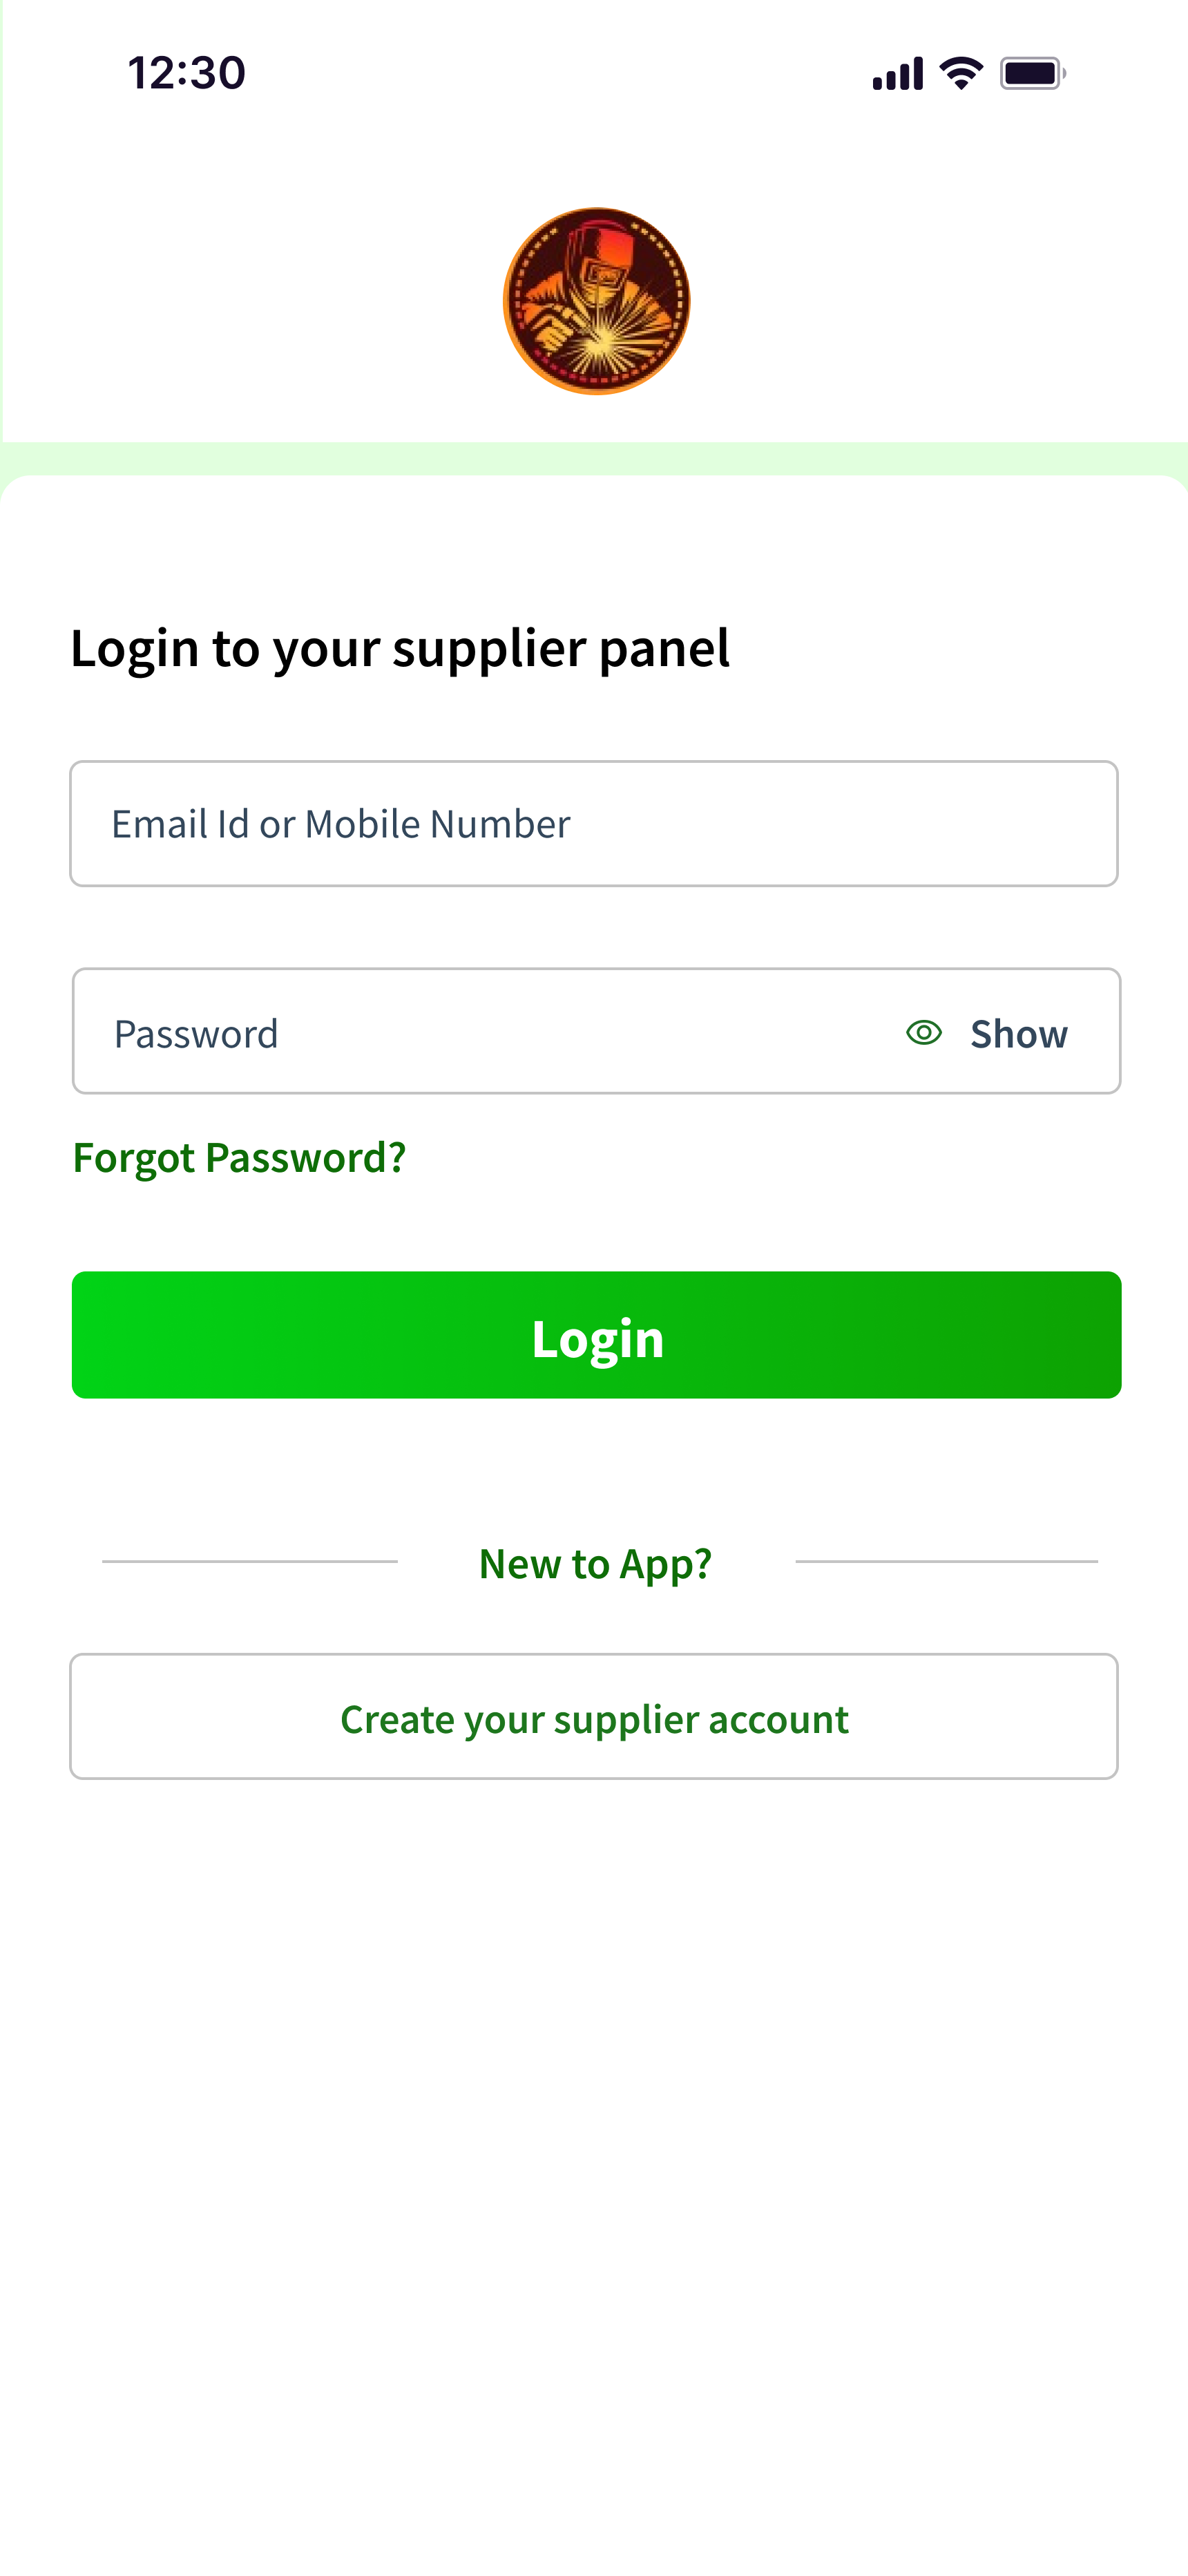 12:30
Login to your supplier panel
Email Id or Mobile Number
Password
Show
Forgot Password?
Login
New to App?
Create your supplier account